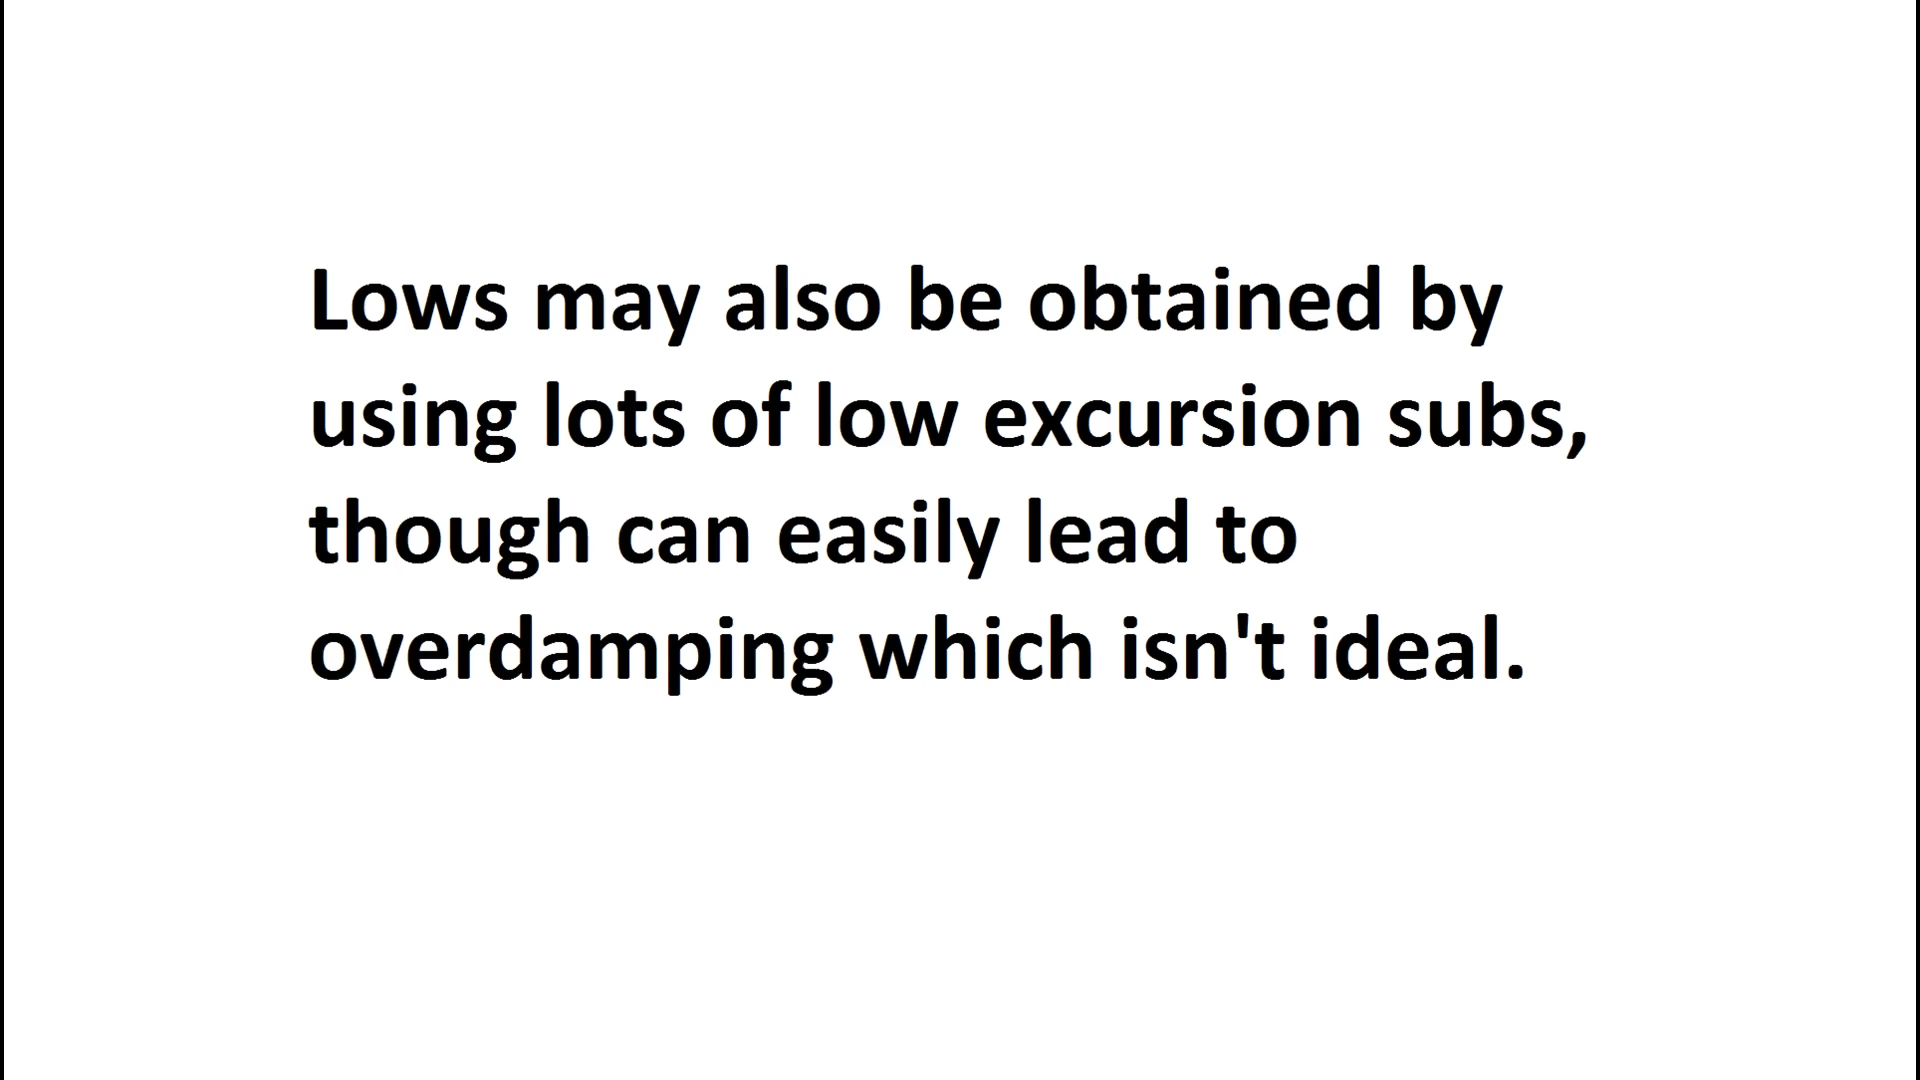 Lows may also be obtained by
using lots of low excursion subs,
though can easily lead to
overdamping which isn't ideal.